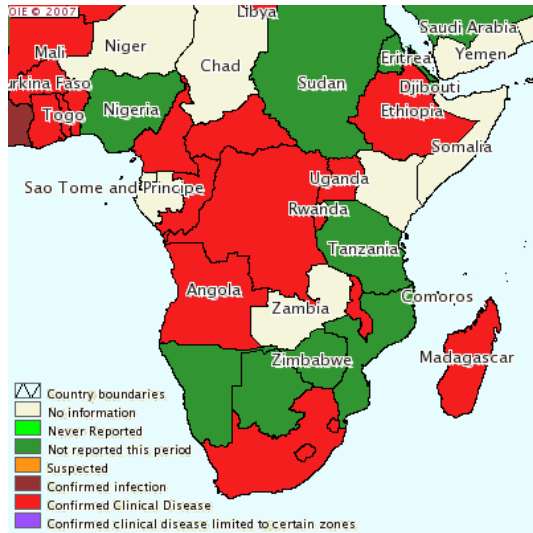 OIE © 2007
Libya
Saudi Arabia
Niger
Mali
Yemen
Eritrea
Chad
Burkina Faso
Sudan
Djibouti
Nigeria
Togo
Ethiopia
Somalia
Uganda
Sao Tome and Principe
Rwanda
Tanzania
Angola
Comoros
Zambia
Zimbabwe
Madagascar
Country boundaries
No information
Never Reported
Not reported this period
Suspected
Confirmed infection
Confirmed Clinical Disease
Confirmed clinical disease limited to certain zones